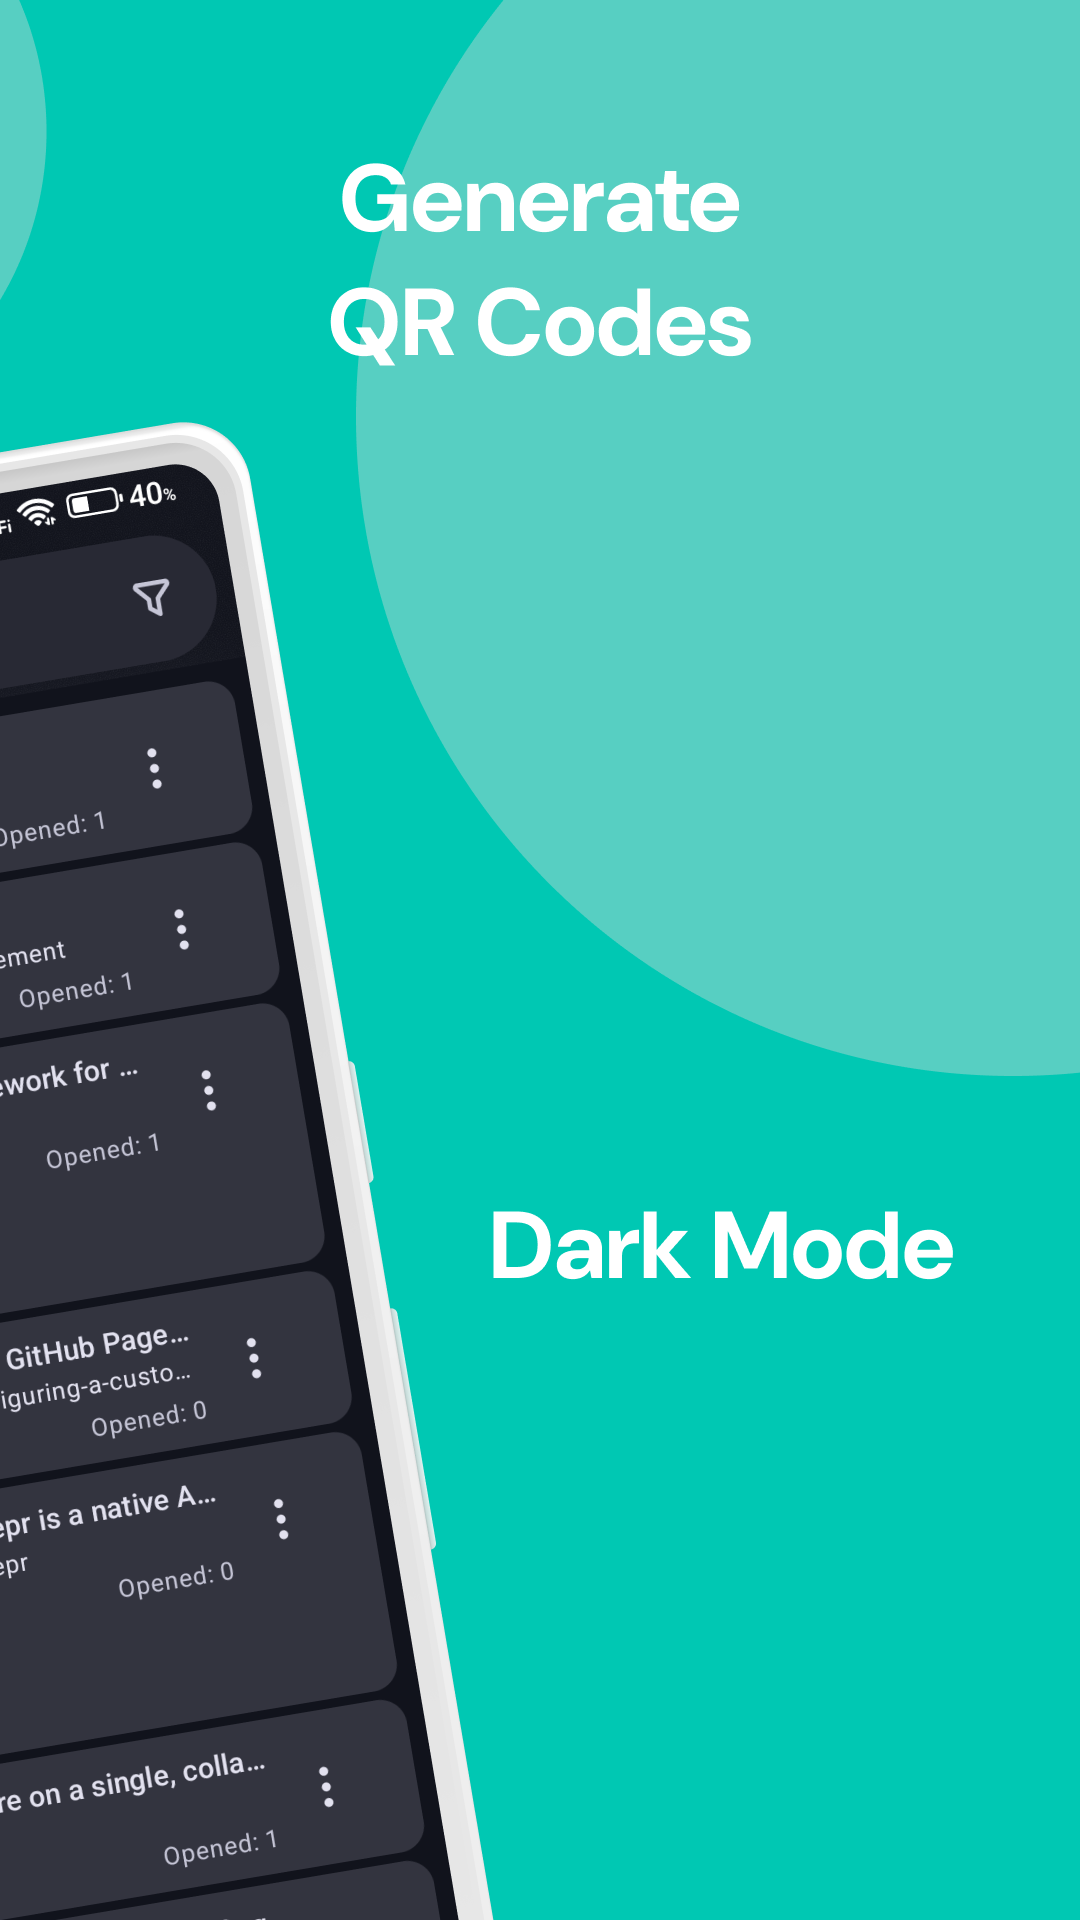 Generate
QR Codes
Fi 40%
Opened: 1
ement
Opened: 1
ework for ...
Opened: 1
GitHub Page...
iguring-a-custo...
Opened: 0
Dark Mode
epr is a native A...
epr
Opened: 0
re on a single, colla...
Opened: 1